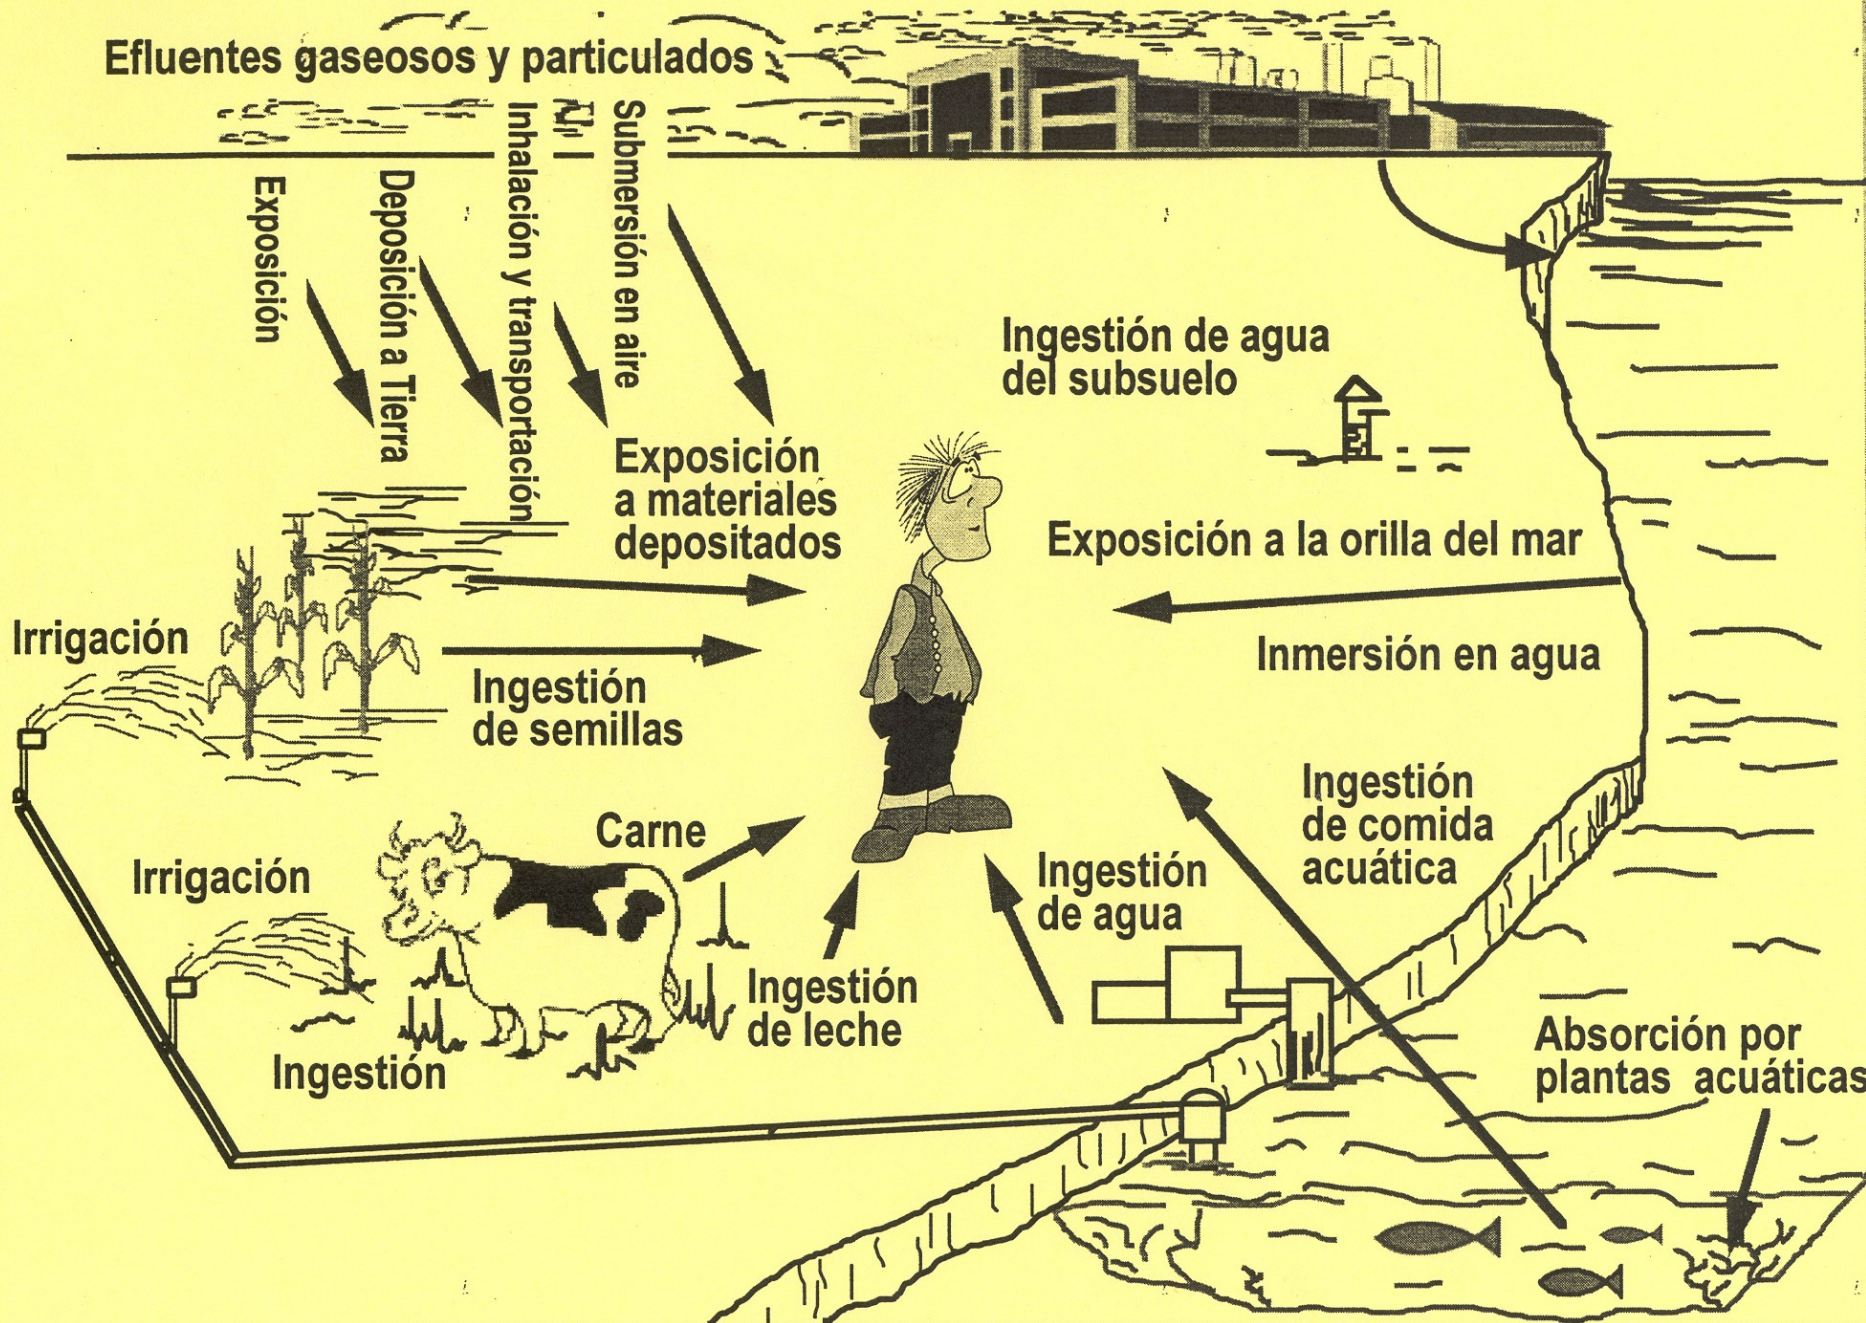 Efluentes gaseosos y particulados
Exposición
Deposición a Tierra
Inhalación y transportación
Submersión en aire
Ingestión de agua
del subsuelo
Exposición
a materiales
depositados
Exposición a la orilla del mar
Irrigación
Inmersión en agua
Ingestión
de semillas
Ingestión
de comida
acuática
Carne
Irrigación
Ingestión
de agua
Ingestión
de leche
Ingestión
Absorción por
plantas acuáticas